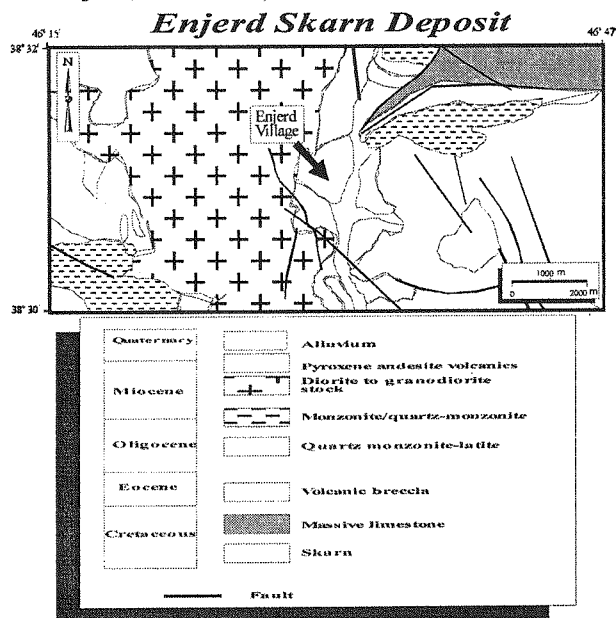 Enjerd Skarn Deposit
46° 15'
46° 47'
38° 32'
N
Enjerd
Village
1000 m
0 2000 m
38° 30'
Quaternary
Alluvium
Pyroxene andesite volcanics
Miocene
Diorite to granodiorite
stock
Monzonite/quartz-monzonite
Oligocene
Quartz monzonite-latite
Eocene
Volcanic breccia
Cretaceous
Massive limestone
Skarn
Fault